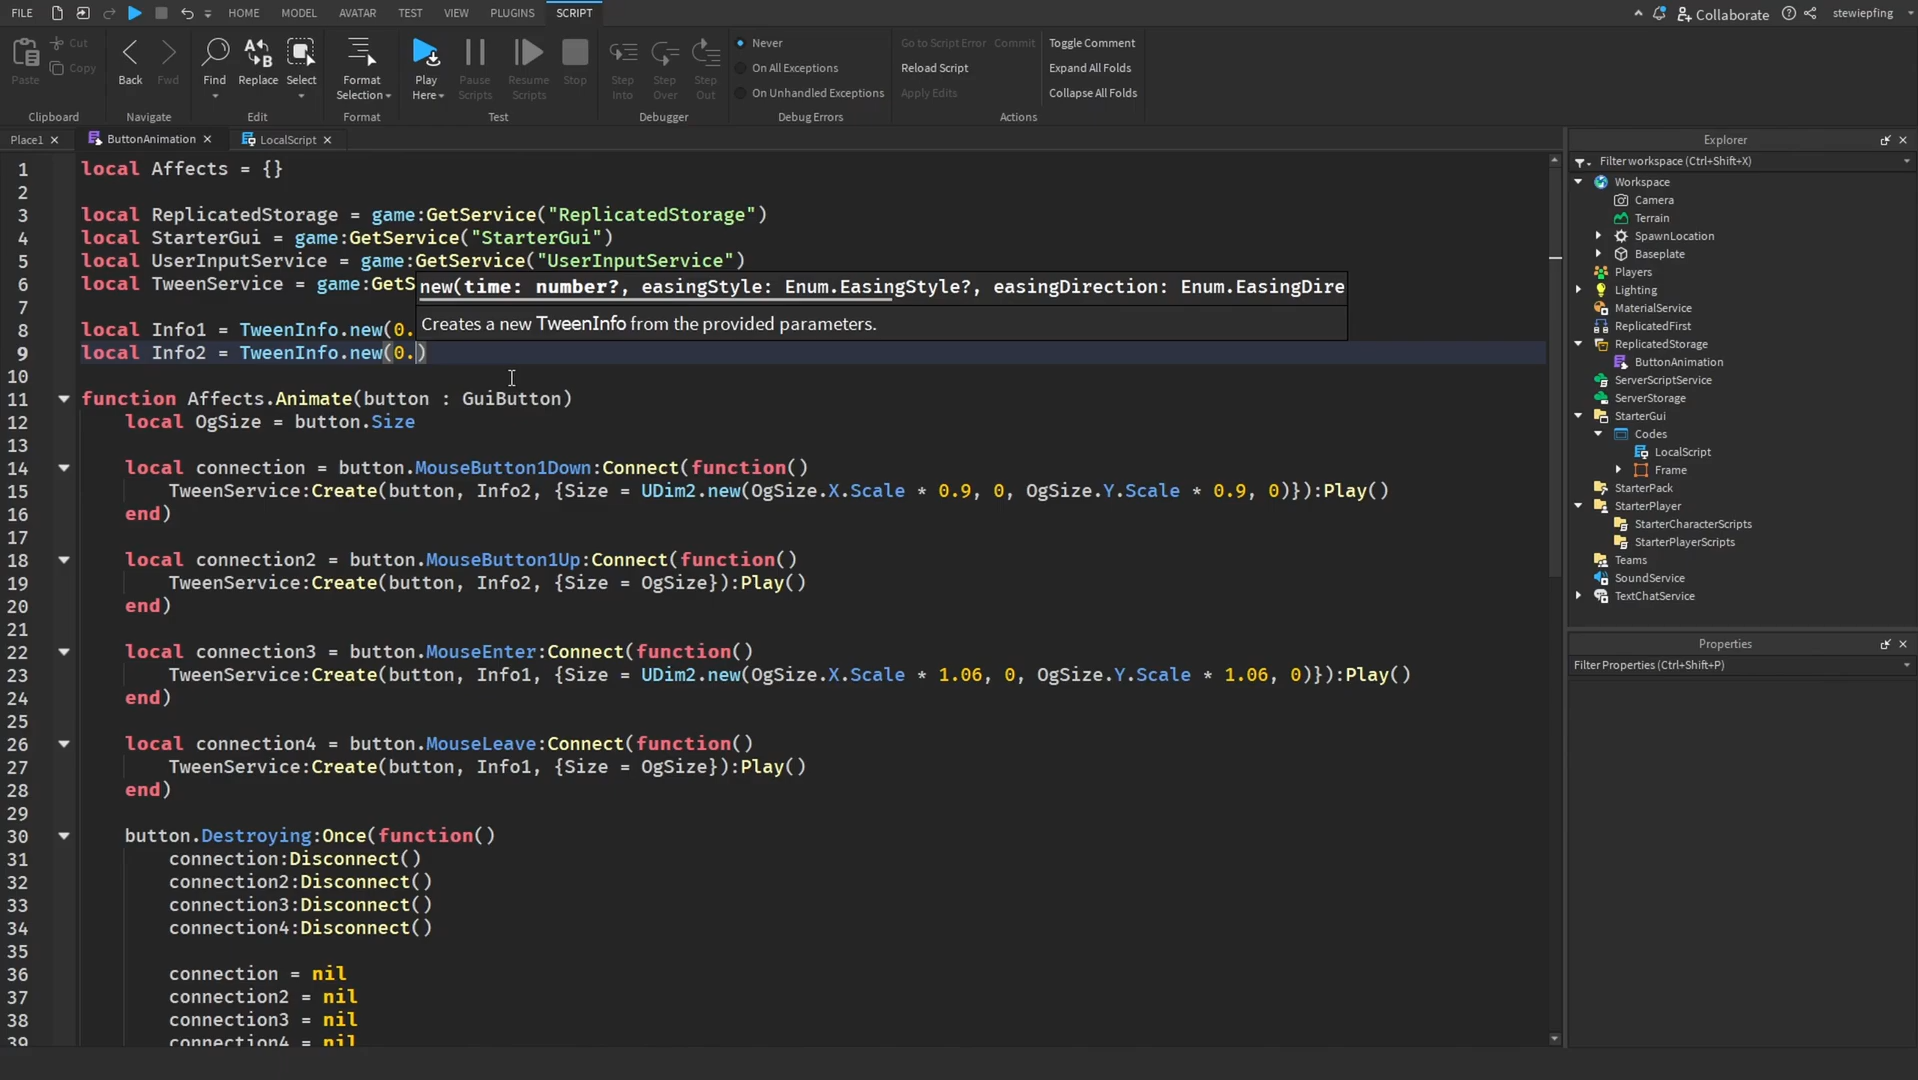 FILE HOME MODEL AVATAR TEST VIEW PLUGINS SCRIPT Collaborate stewiepfing
Paste Cut Copy Back Fwd Find Replace Select Format Selection Play Here Pause Scripts Resume Scripts Stop Step Into Step Over Step Out
Never
On All Exceptions
On Unhandled Exceptions
Go to Script Error Commit
Reload Script
Apply Edits
Toggle Comment
Expand All Folds
Collapse All Folds
Clipboard Navigate Edit Format Test Debugger Debug Errors Actions
Place1 ButtonAnimation LocalScript
1 local Affects = {}
2
3 local ReplicatedStorage = game:GetService("ReplicatedStorage")
4 local StarterGui = game:GetService("StarterGui")
5 local UserInputService = game:GetService("UserInputService")
6 local TweenService = game:GetS
new(time: number?, easingStyle: Enum.EasingStyle?, easingDirection: Enum.EasingDire
Creates a new TweenInfo from the provided parameters.
7
8 local Info1 = TweenInfo.new(0.
9 local Info2 = TweenInfo.new(0.)
10
11 function Affects.Animate(button : GuiButton)
12 local OgSize = button.Size
13
14 local connection = button.MouseButton1Down:Connect(function()
15 TweenService:Create(button, Info2, {Size = UDim2.new(OgSize.X.Scale * 0.9, 0, OgSize.Y.Scale * 0.9, 0)}):Play()
16 end)
17
18 local connection2 = button.MouseButton1Up:Connect(function()
19 TweenService:Create(button, Info2, {Size = OgSize}):Play()
20 end)
21
22 local connection3 = button.MouseEnter:Connect(function()
23 TweenService:Create(button, Info1, {Size = UDim2.new(OgSize.X.Scale * 1.06, 0, OgSize.Y.Scale * 1.06, 0)}):Play()
24 end)
25
26 local connection4 = button.MouseLeave:Connect(function()
27 TweenService:Create(button, Info1, {Size = OgSize}):Play()
28 end)
29
30 button.Destroying:Once(function()
31 connection:Disconnect()
32 connection2:Disconnect()
33 connection3:Disconnect()
34 connection4:Disconnect()
35
36 connection = nil
37 connection2 = nil
38 connection3 = nil
39 connection4 = nil
Explorer
Filter workspace (Ctrl+Shift+X)
Workspace
Camera
Terrain
SpawnLocation
Baseplate
Players
Lighting
MaterialService
ReplicatedFirst
ReplicatedStorage
ButtonAnimation
ServerScriptService
ServerStorage
StarterGui
Codes
LocalScript
Frame
StarterPack
StarterPlayer
StarterCharacterScripts
StarterPlayerScripts
Teams
SoundService
TextChatService
Properties
Filter Properties (Ctrl+Shift+P)